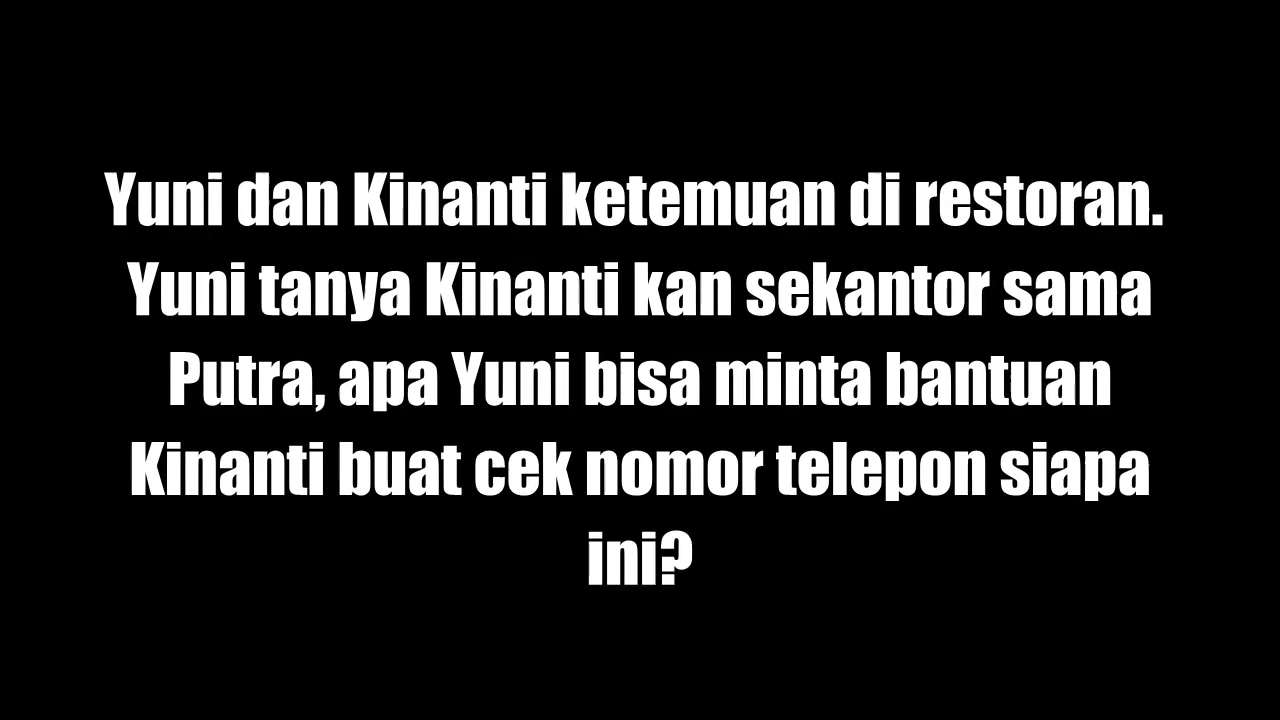 Yuni dan Kinanti ketemuan di restoran.
Yuni tanya Kinanti kan sekantor sama
Putra, apa Yuni bisa minta bantuan
Kinanti buat cek nomor telepon siapa
ini?